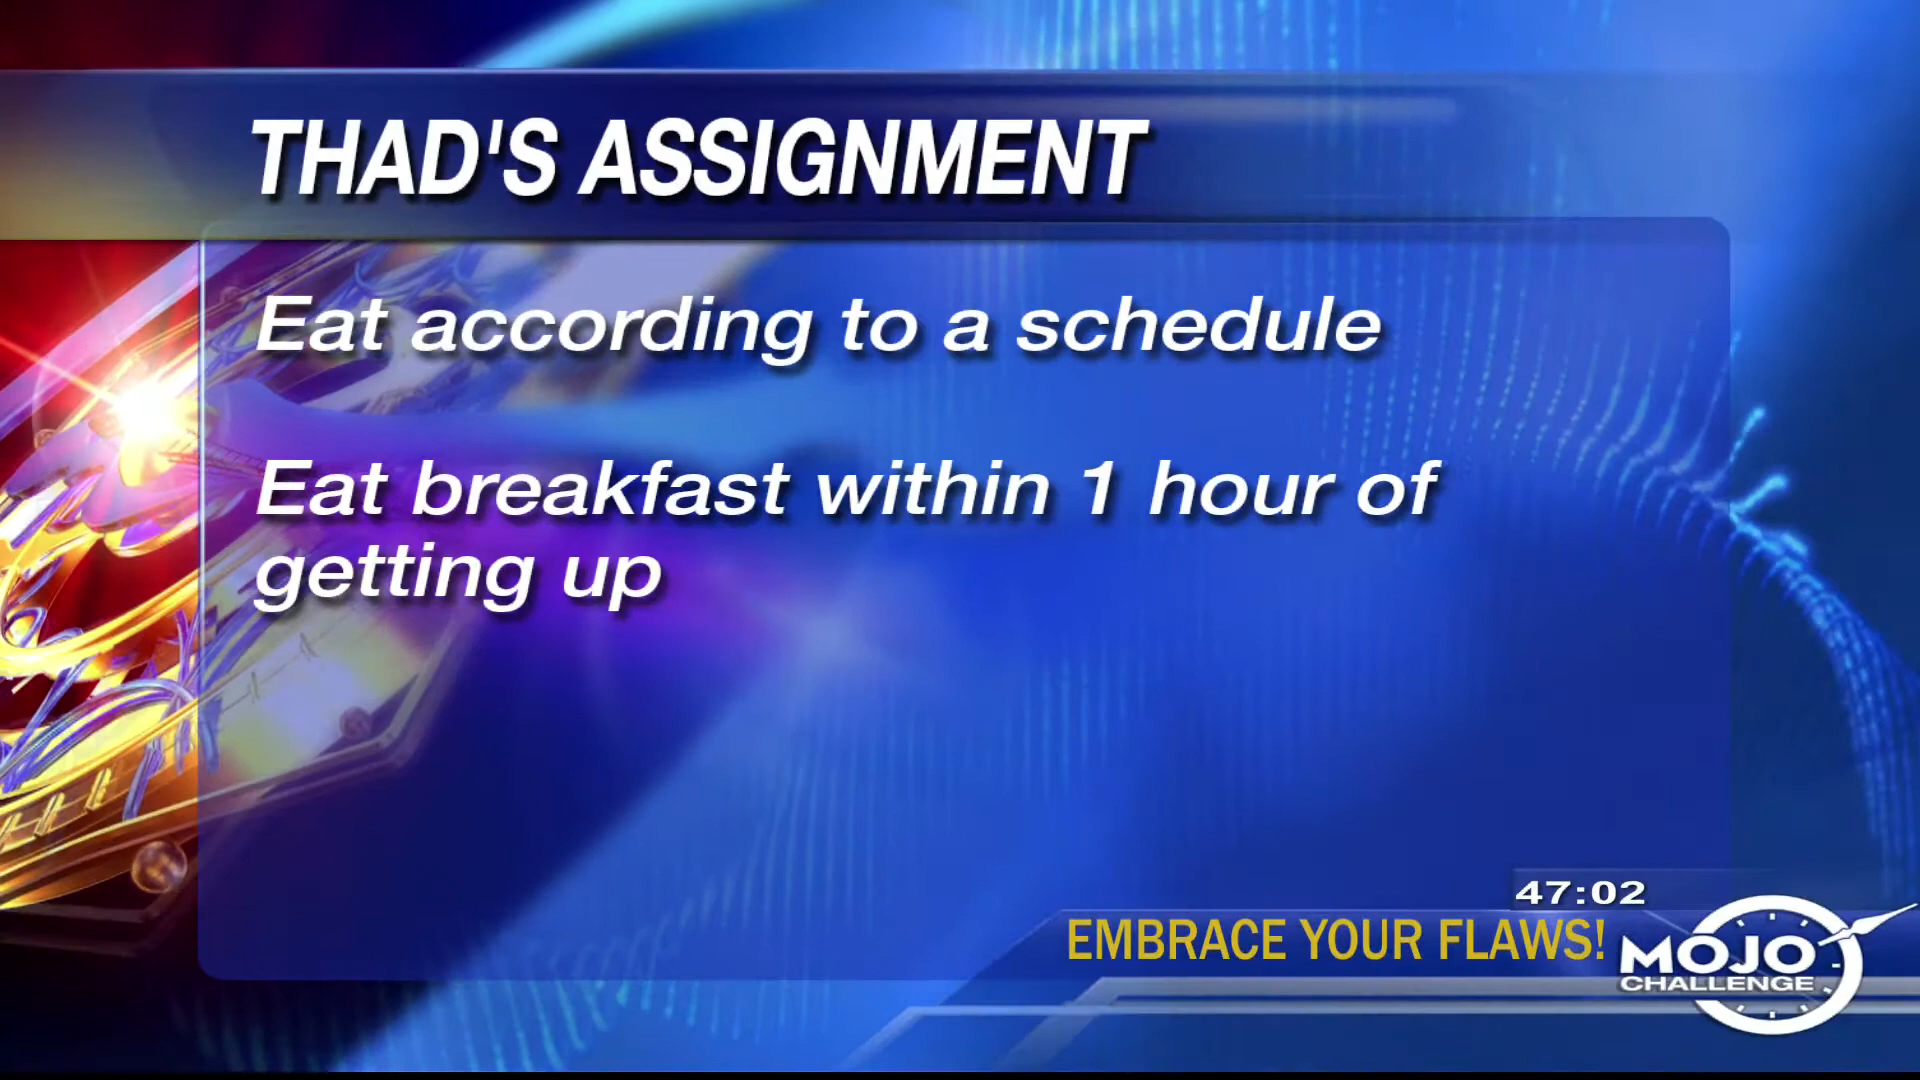 THAD'S ASSIGNMENT
Eat according to a schedule
Eat breakfast within 1 hour of
getting up
47:02
EMBRACE YOUR FLAWS!
MOJO
CHALLENGE